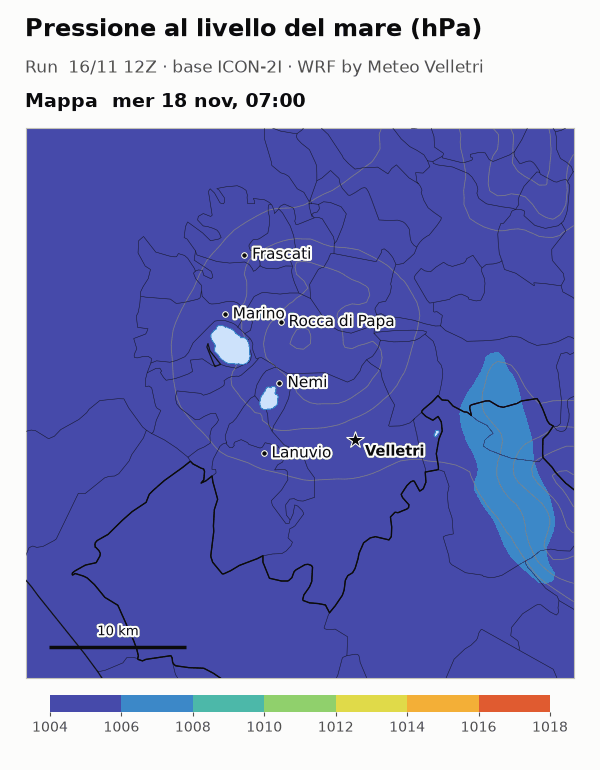 Pressione al livello del mare (hPa)
Run  16/11 12Z · base ICON-2I · WRF by Meteo Velletri
Mappa  mer 18 nov, 07:00
Frascati
Marino
Rocca di Papa
Nemi
Lanuvio
Velletri
10 km
1004 1006 1008 1010 1012 1014 1016 1018